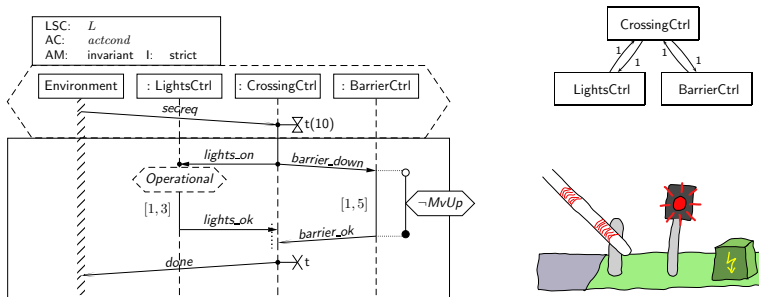 LSC: L
AC: actcond
AM: invariant I: strict
Environment : LightsCtrl : CrossingCtrl : BarrierCtrl
secreq
t(10)
lights_on barrier_down
Operational
¬MvUp
[1, 3] [1, 5]
lights_ok
barrier_ok
done
t
CrossingCtrl
1 1
1 1
LightsCtrl BarrierCtrl